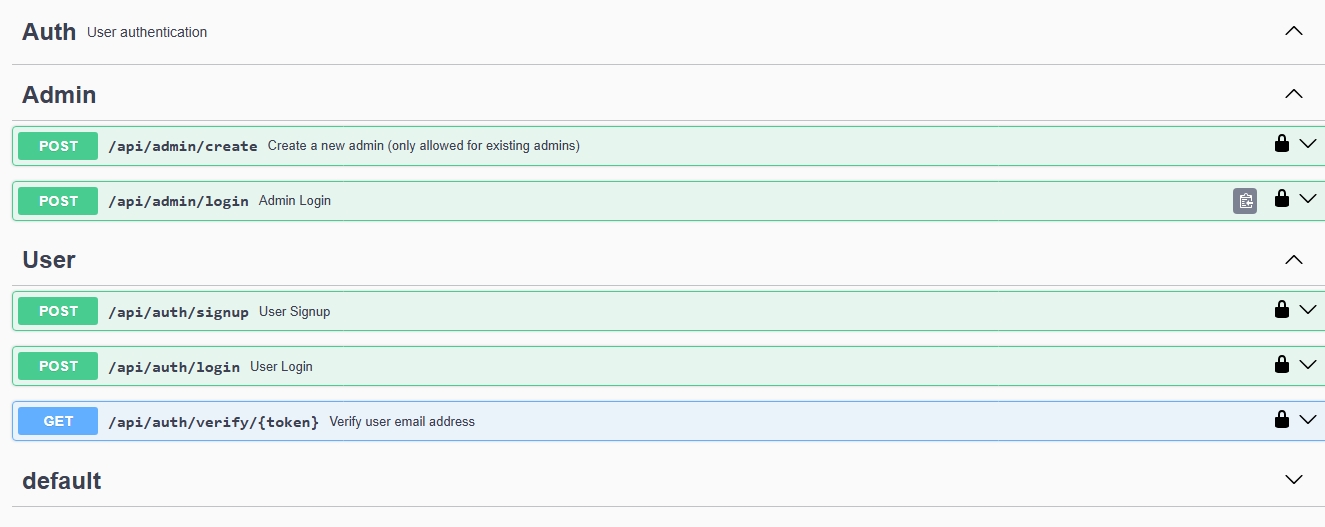 Auth User authentication
Admin
POST /api/admin/create Create a new admin (only allowed for existing admins)
POST /api/admin/login Admin Login
User
POST /api/auth/signup User Signup
POST /api/auth/login User Login
GET /api/auth/verify/{token} Verify user email address
default